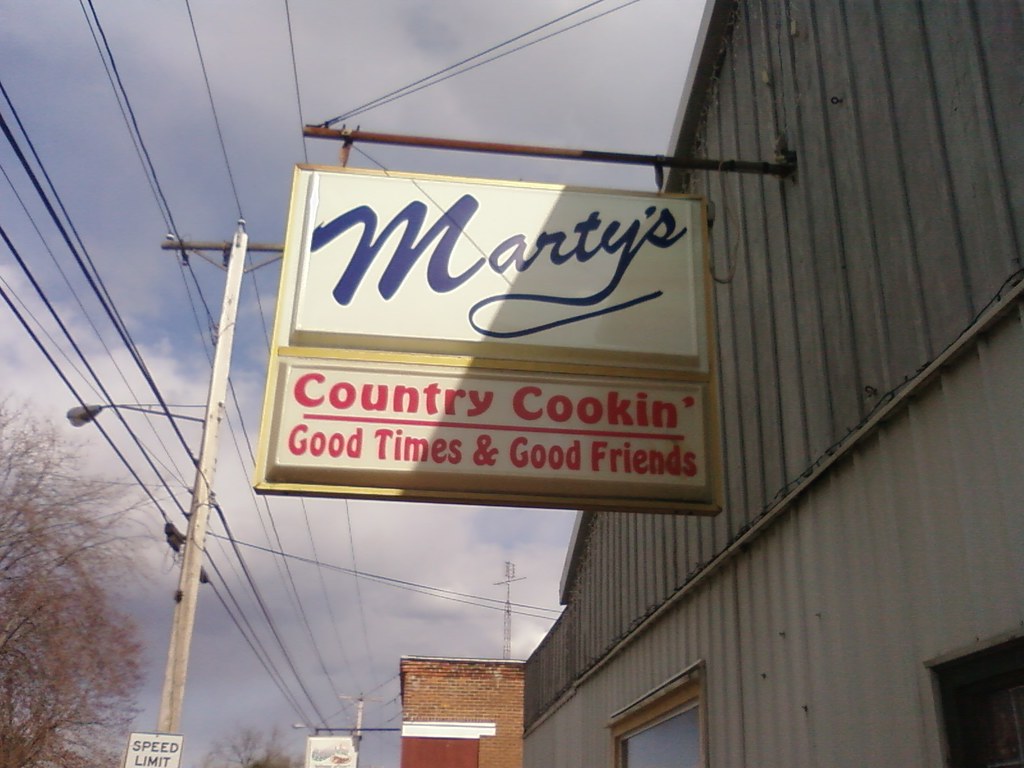 Marty's
Country Cookin'
Good Times & Good Friends
SPEED
LIMIT